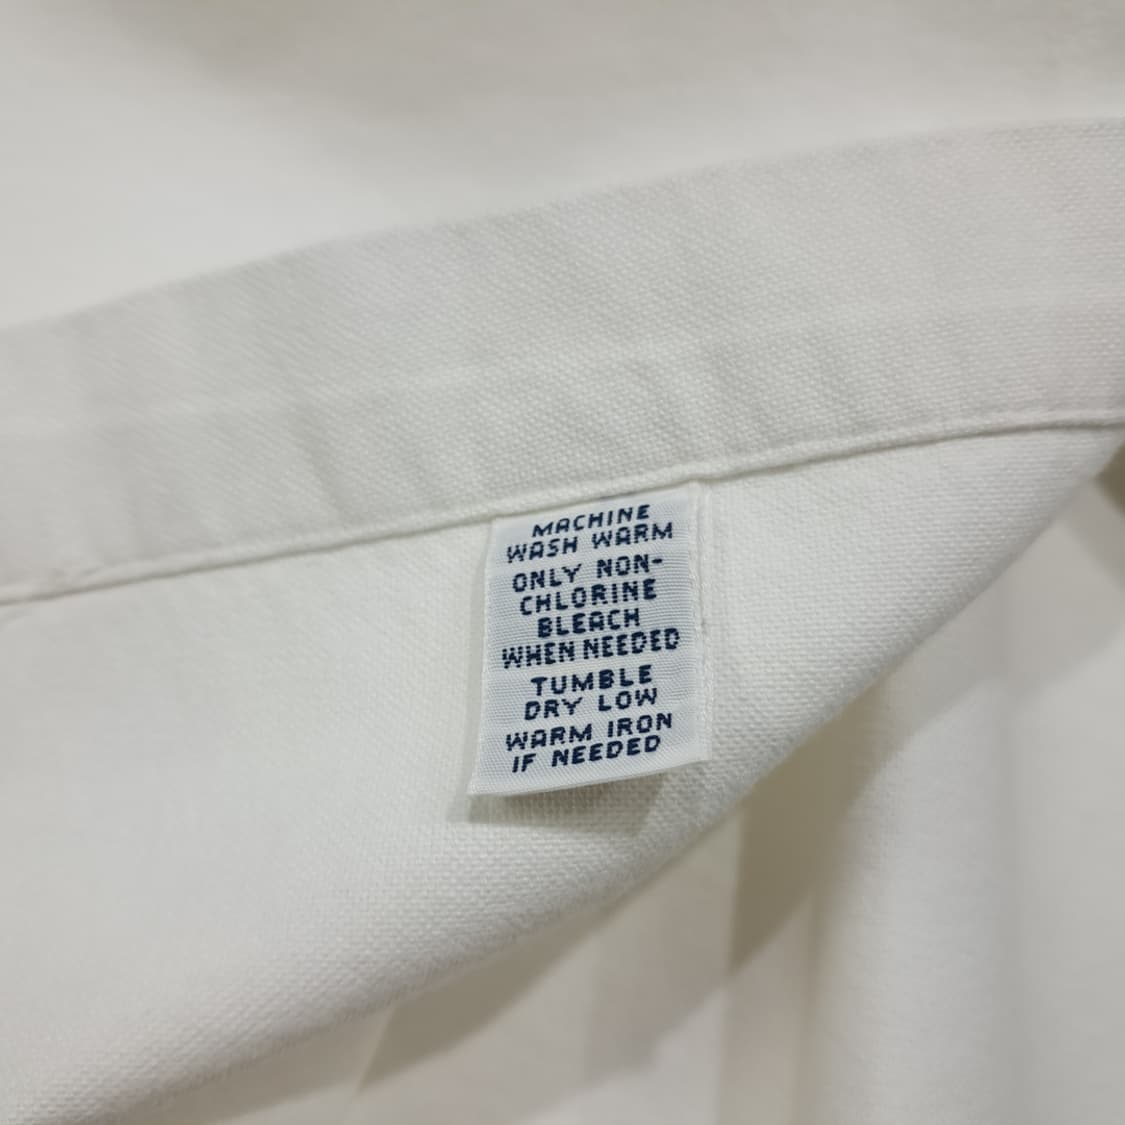 MACHINE
WASH WARM
ONLY NON-
CHLORINE
BLEACH
WHEN NEEDED
TUMBLE
DRY LOW
WARM IRON
IF NEEDED